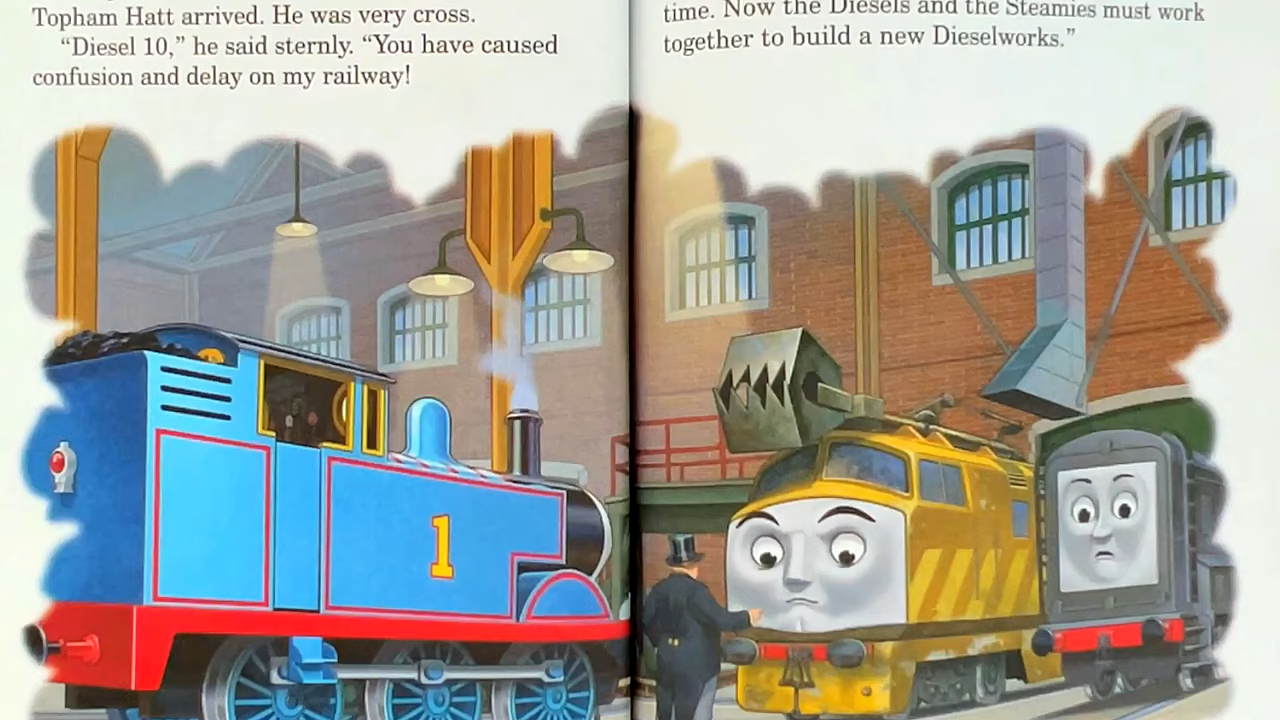 Topham Hatt arrived. He was very cross.
“Diesel 10,” he said sternly. “You have caused
confusion and delay on my railway!
time. Now the Diesels and the Steamies must work
together to build a new Dieselworks.”
1